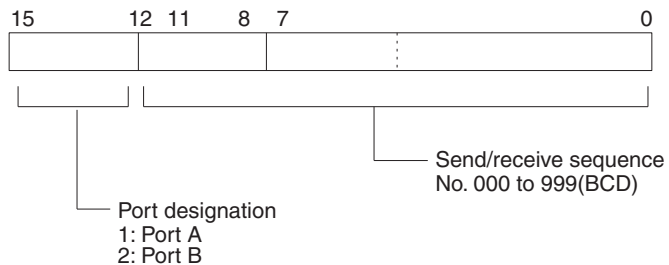 15 12 11 8 7 0
Send/receive sequence
No. 000 to 999(BCD)
Port designation
1: Port A
2: Port B